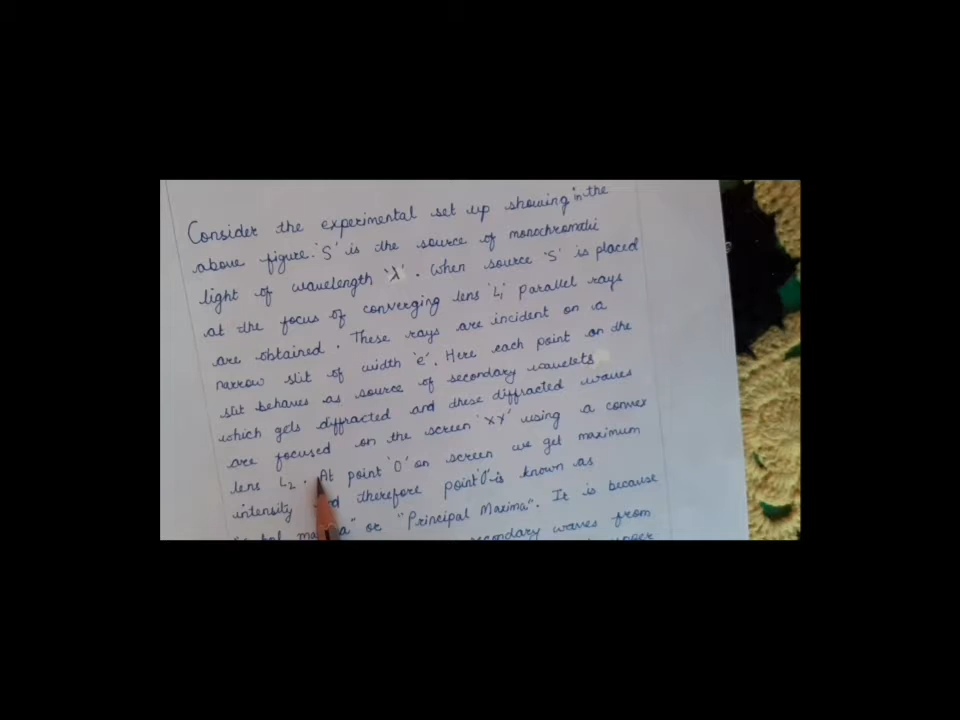 Consider the experimental set up showing in the
above figure. 'S' is the source of monochromatic
light of wavelength 'λ'. When source 'S' is placed
at the focus of converging lens 'L1' parallel rays
are obtained. These rays are incident on a
narrow slit of width 'e'. Here each point on the
slit behaves as source of secondary wavelets
which gets diffracted and these diffracted waves
are focused on the screen 'XY' using a convex
lens L2. At point 'O' on screen we get maximum
intensity and therefore point 'O' is known as
or "Principal Maxima". It is because
secondary waves from